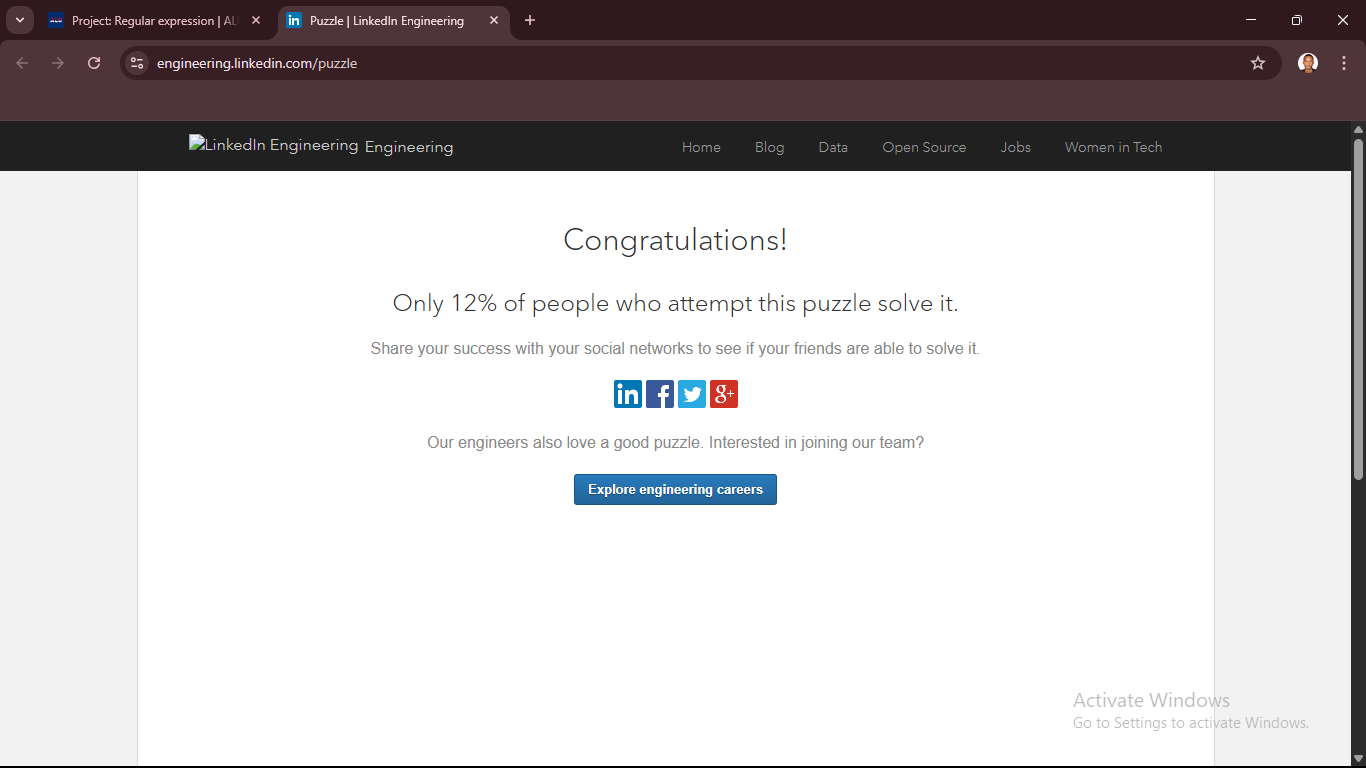 Project: Regular expression | AL
Puzzle | LinkedIn Engineering
engineering.linkedin.com/puzzle
LinkedIn Engineering Engineering
Home Blog Data Open Source Jobs Women in Tech
Congratulations!
Only 12% of people who attempt this puzzle solve it.
Share your success with your social networks to see if your friends are able to solve it.
in f g+
Our engineers also love a good puzzle. Interested in joining our team?
Explore engineering careers
Activate Windows
Go to Settings to activate Windows.